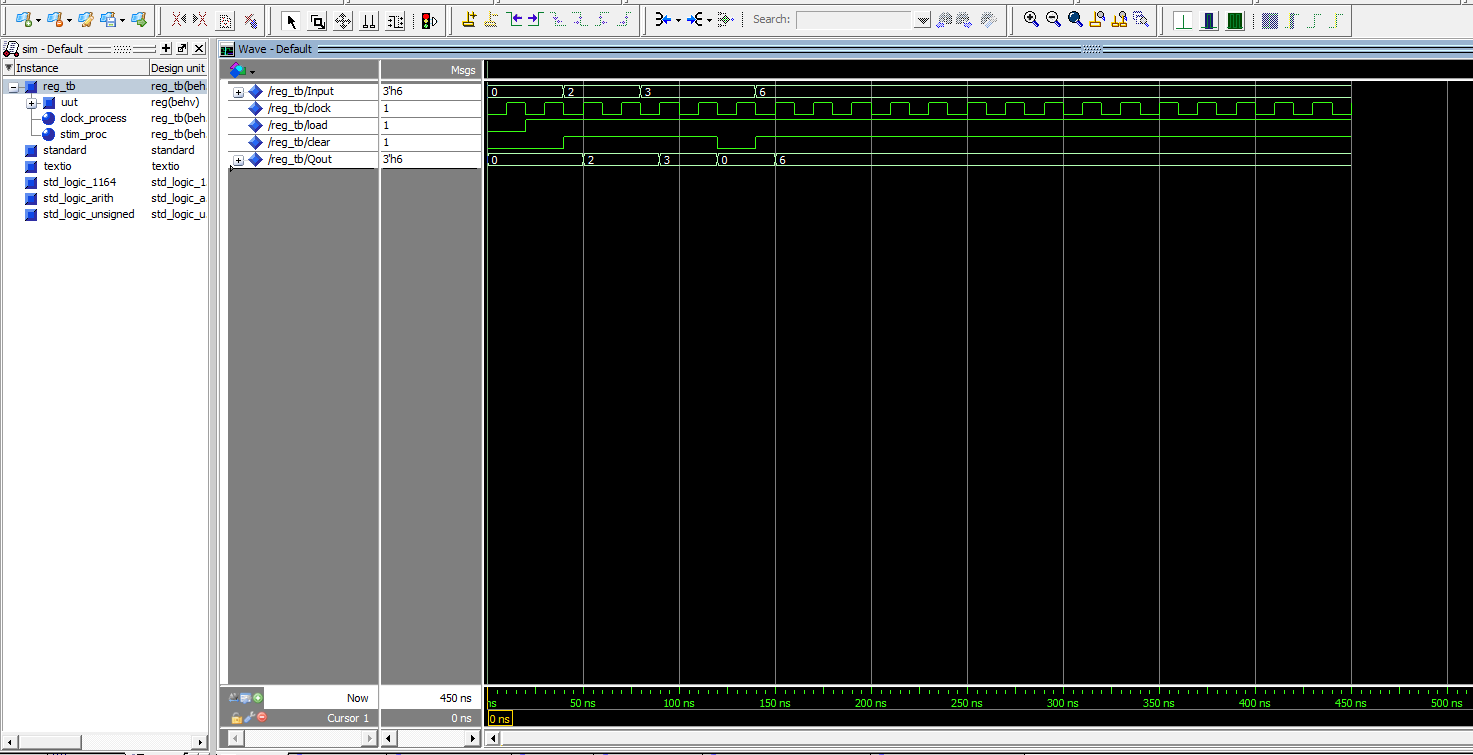 Search:
sim - Default
Wave - Default
Instance Design unit
reg_tb reg_tb(beh
uut reg(behv)
clock_process reg_tb(beh
stim_proc reg_tb(beh
standard standard
textio textio
std_logic_1164 std_logic_1
std_logic_arith std_logic_a
std_logic_unsigned std_logic_u
Msgs
/reg_tb/Input 3'h6 0 2 3 6
/reg_tb/clock 1
/reg_tb/load 1
/reg_tb/clear 1
/reg_tb/Qout 3'h6 0 2 3 0 6
Now 450 ns
ns 50 ns 100 ns 150 ns 200 ns 250 ns 300 ns 350 ns 400 ns 450 ns 500 ns
Cursor 1 0 ns
0 ns